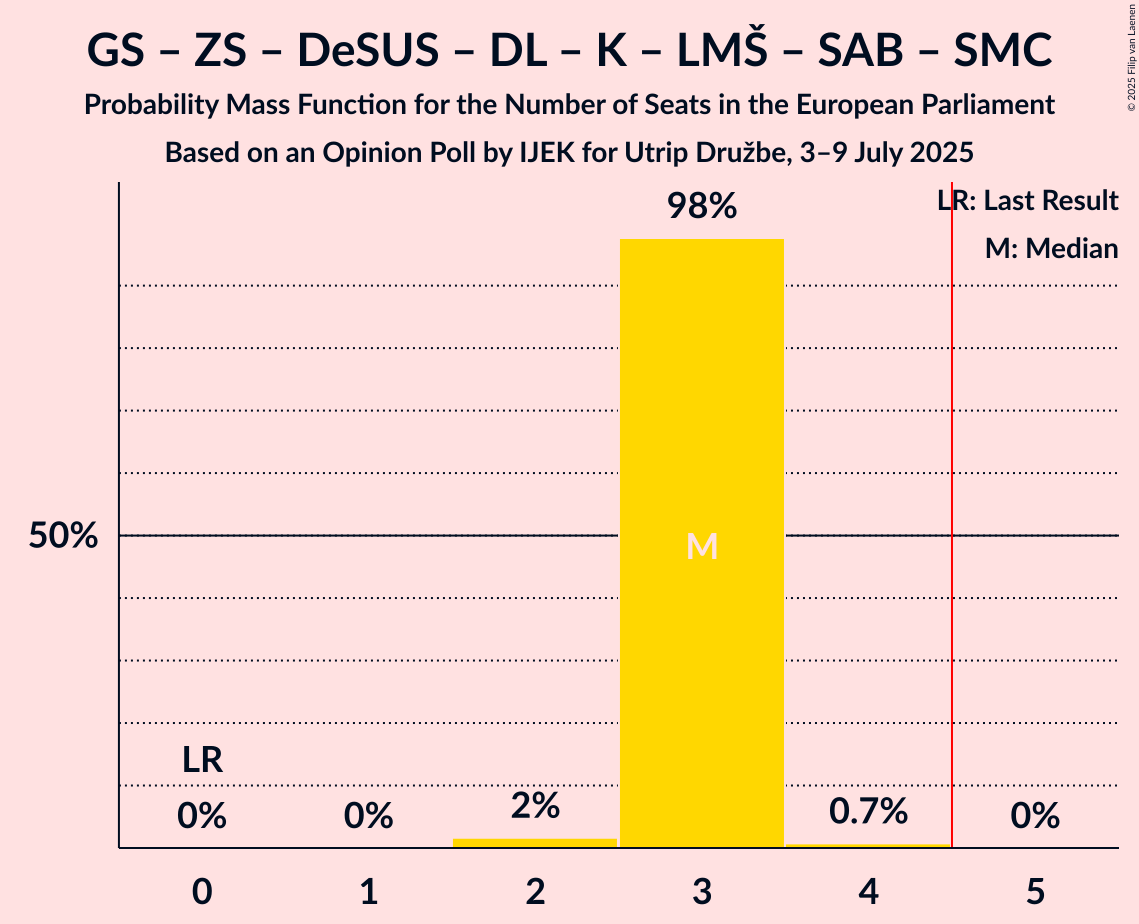 GS – ZS – DeSUS – DL – K – LMŠ – SAB – SMC
Probability Mass Function for the Number of Seats in the European Parliament
Based on an Opinion Poll by IJEK for Utrip Družbe, 3–9 July 2025
© 2025 Filip van Laenen
LR: Last Result
M: Median
98%
50%
M
LR
0%
0%
2%
0.7%
0%
0
1
2
3
4
5